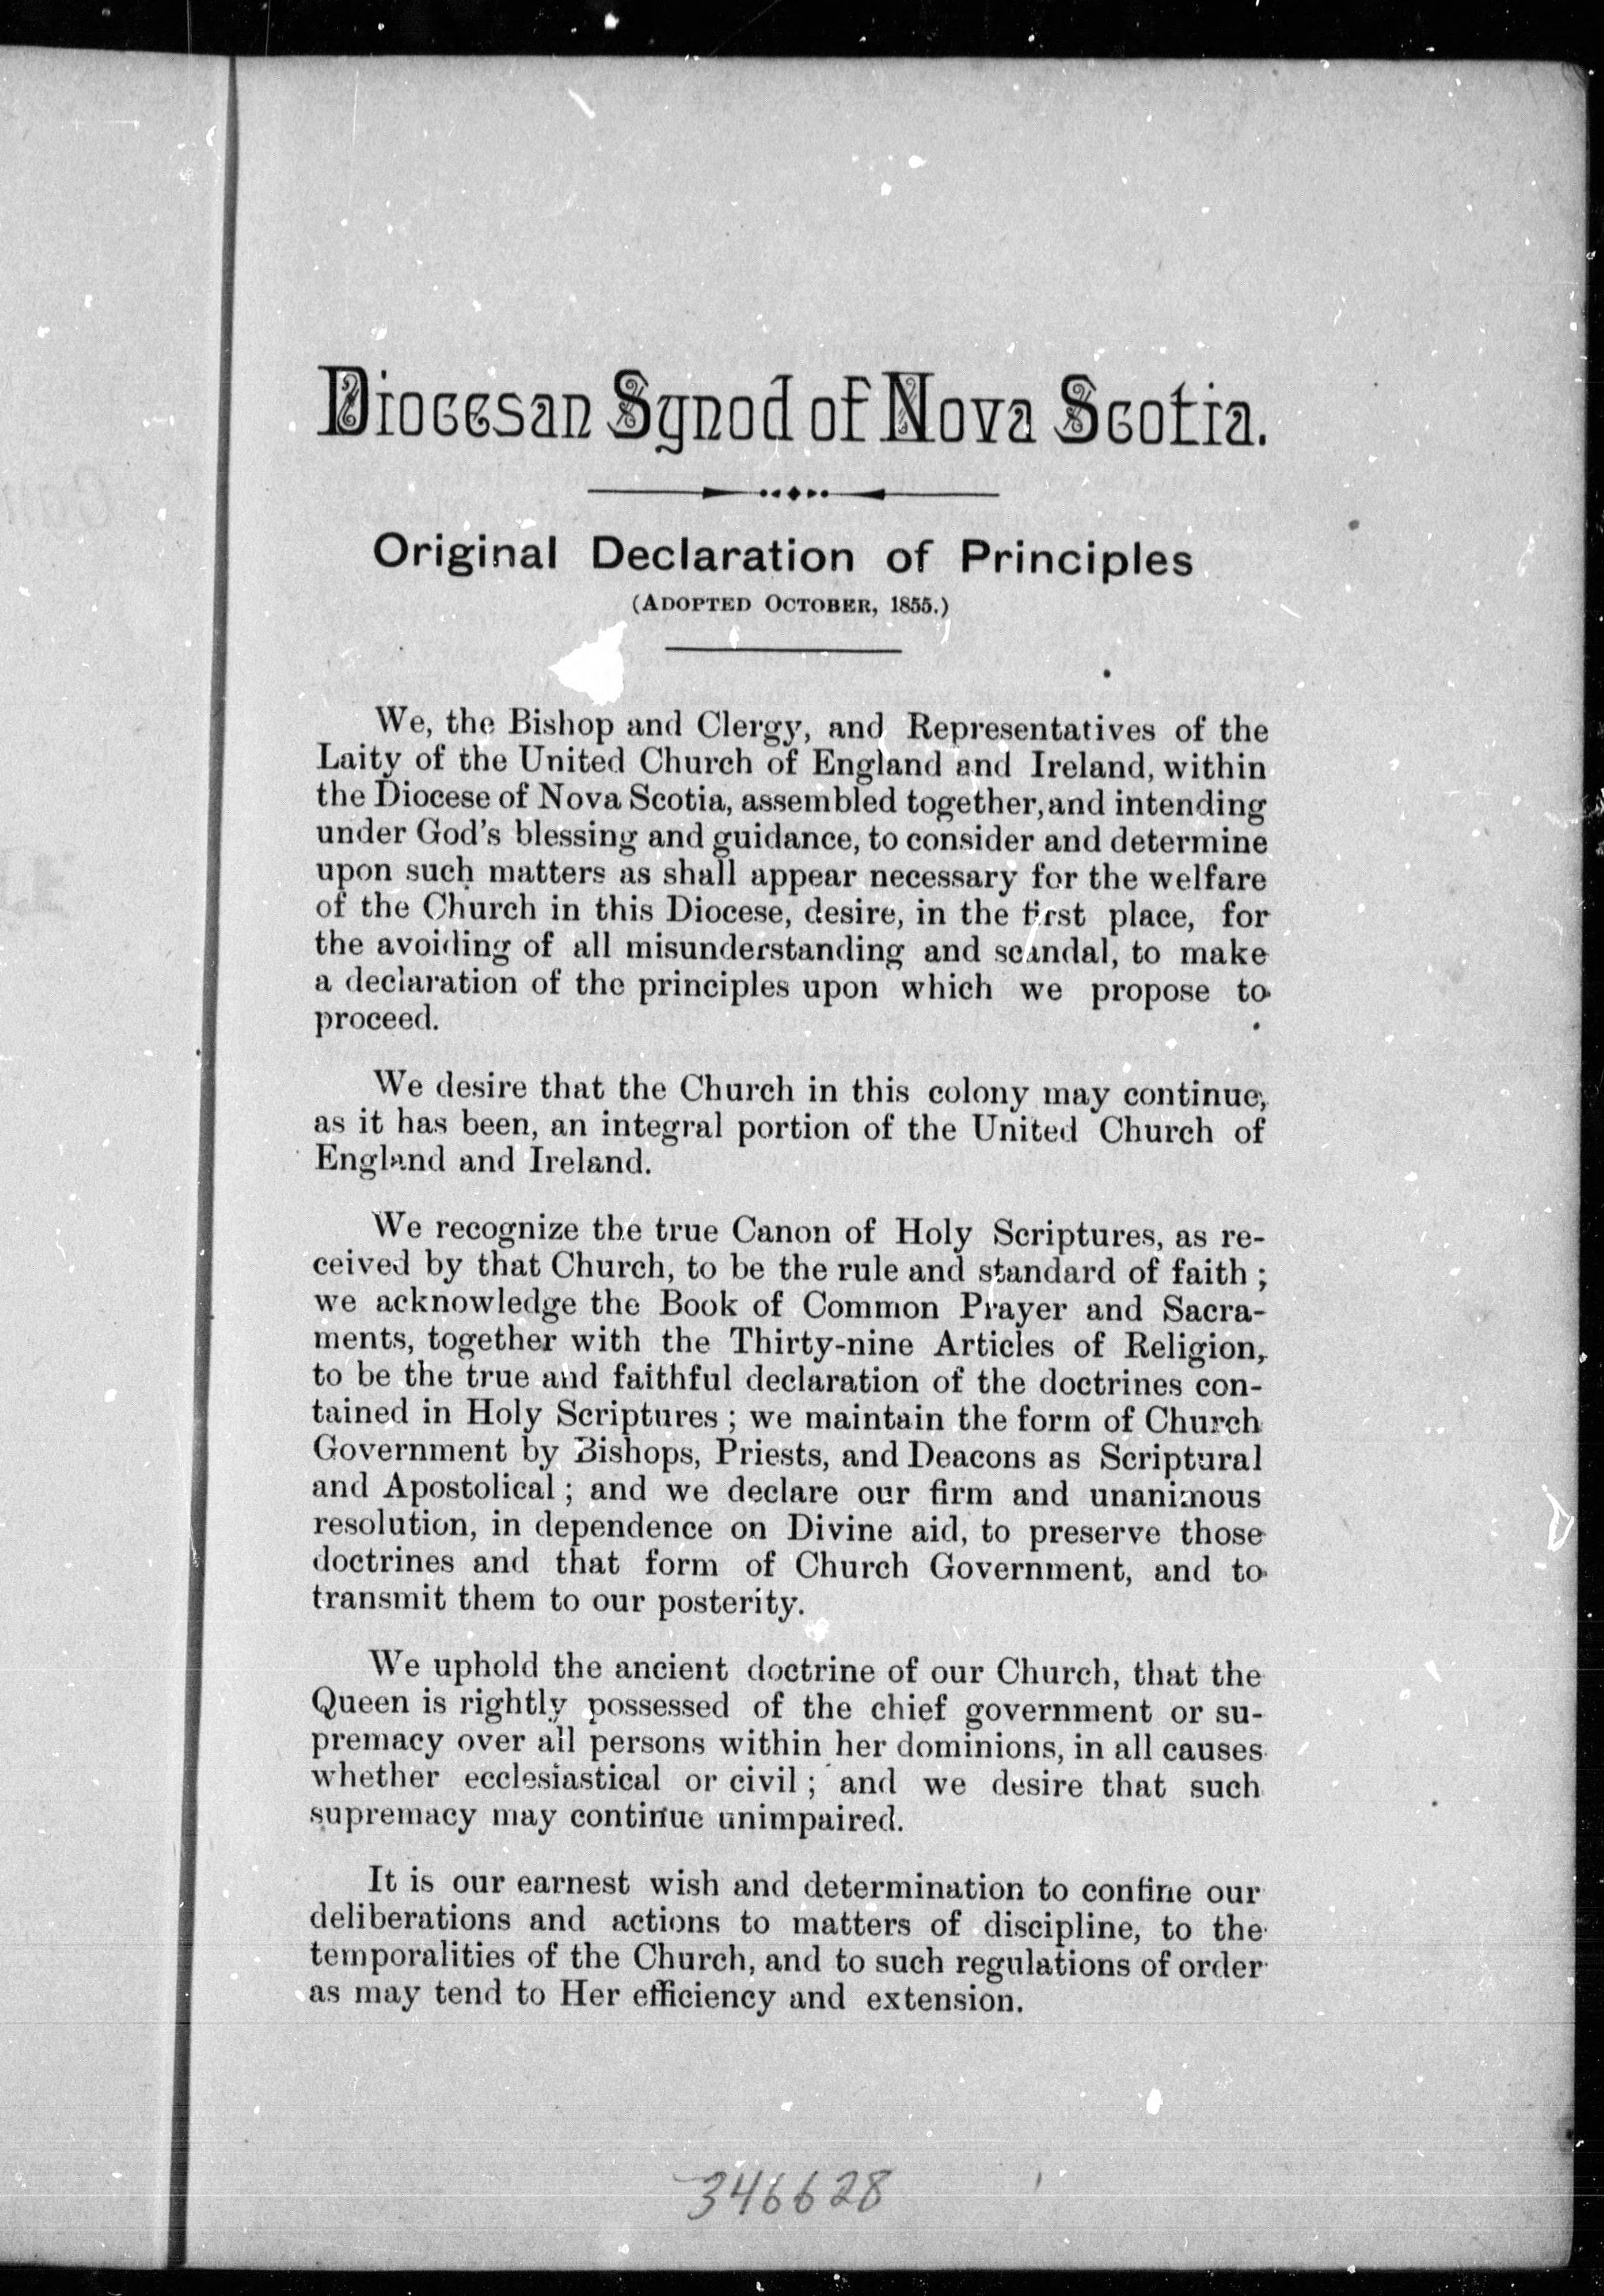 Diocesan Synod of Nova Scotia.
Original Declaration of Principles
(ADOPTED OCTOBER, 1855.)
We, the Bishop and Clergy, and Representatives of the
Laity of the United Church of England and Ireland, within
the Diocese of Nova Scotia, assembled together, and intending
under God's blessing and guidance, to consider and determine
upon such matters as shall appear necessary for the welfare
of the Church in this Diocese, desire, in the first place, for
the avoiding of all misunderstanding and scandal, to make
a declaration of the principles upon which we propose to
proceed.
We desire that the Church in this colony may continue,
as it has been, an integral portion of the United Church of
England and Ireland.
We recognize the true Canon of Holy Scriptures, as re-
ceived by that Church, to be the rule and standard of faith ;
we acknowledge the Book of Common Prayer and Sacra-
ments, together with the Thirty-nine Articles of Religion,
to be the true and faithful declaration of the doctrines con-
tained in Holy Scriptures ; we maintain the form of Church
Government by Bishops, Priests, and Deacons as Scriptural
and Apostolical ; and we declare our firm and unanimous
resolution, in dependence on Divine aid, to preserve those
doctrines and that form of Church Government, and to
transmit them to our posterity.
We uphold the ancient doctrine of our Church, that the
Queen is rightly possessed of the chief government or su-
premacy over all persons within her dominions, in all causes
whether ecclesiastical or civil ; and we desire that such
supremacy may continue unimpaired.
It is our earnest wish and determination to confine our
deliberations and actions to matters of discipline, to the
temporalities of the Church, and to such regulations of order
as may tend to Her efficiency and extension.
346628